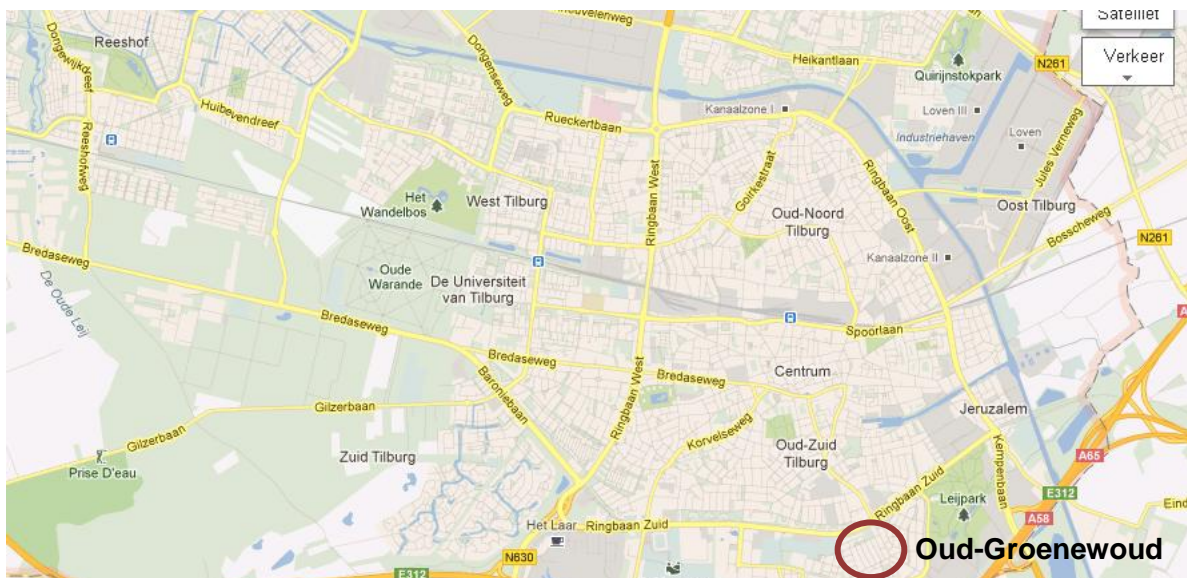 Satelliet
Verkeer
Reeshof
Dongewijkdreef
Reeshofweg
Huibevendreef
Dongenseweg
Rueckertbaan
Heikantlaan
Quirijnstokpark
N261
Kanaalzone I
Loven III
Loven
Industriehaven
Jules Verneweg
Ringbaan Oost
Ringbaan West
Goirkestraat
Het
Wandelbos
West Tilburg
Oud-Noord
Tilburg
Oost Tilburg
Bosscheweg
N261
Kanaalzone II
Bredaseweg
De Oude Leij
Oude
Warande
De Universiteit
van Tilburg
Bredaseweg
Spoorlaan
Bredaseweg
Bredaseweg
Centrum
Baroniebaan
Ringbaan West
Gilzerbaan
Gilzerbaan
Korvelseweg
Jeruzalem
Kempenbaan
Prise D'eau
Zuid Tilburg
Oud-Zuid
Tilburg
A65
Ringbaan Zuid
Leijpark
E312
A58
Het Laar
Ringbaan Zuid
N630
E312
Oud-Groenewoud